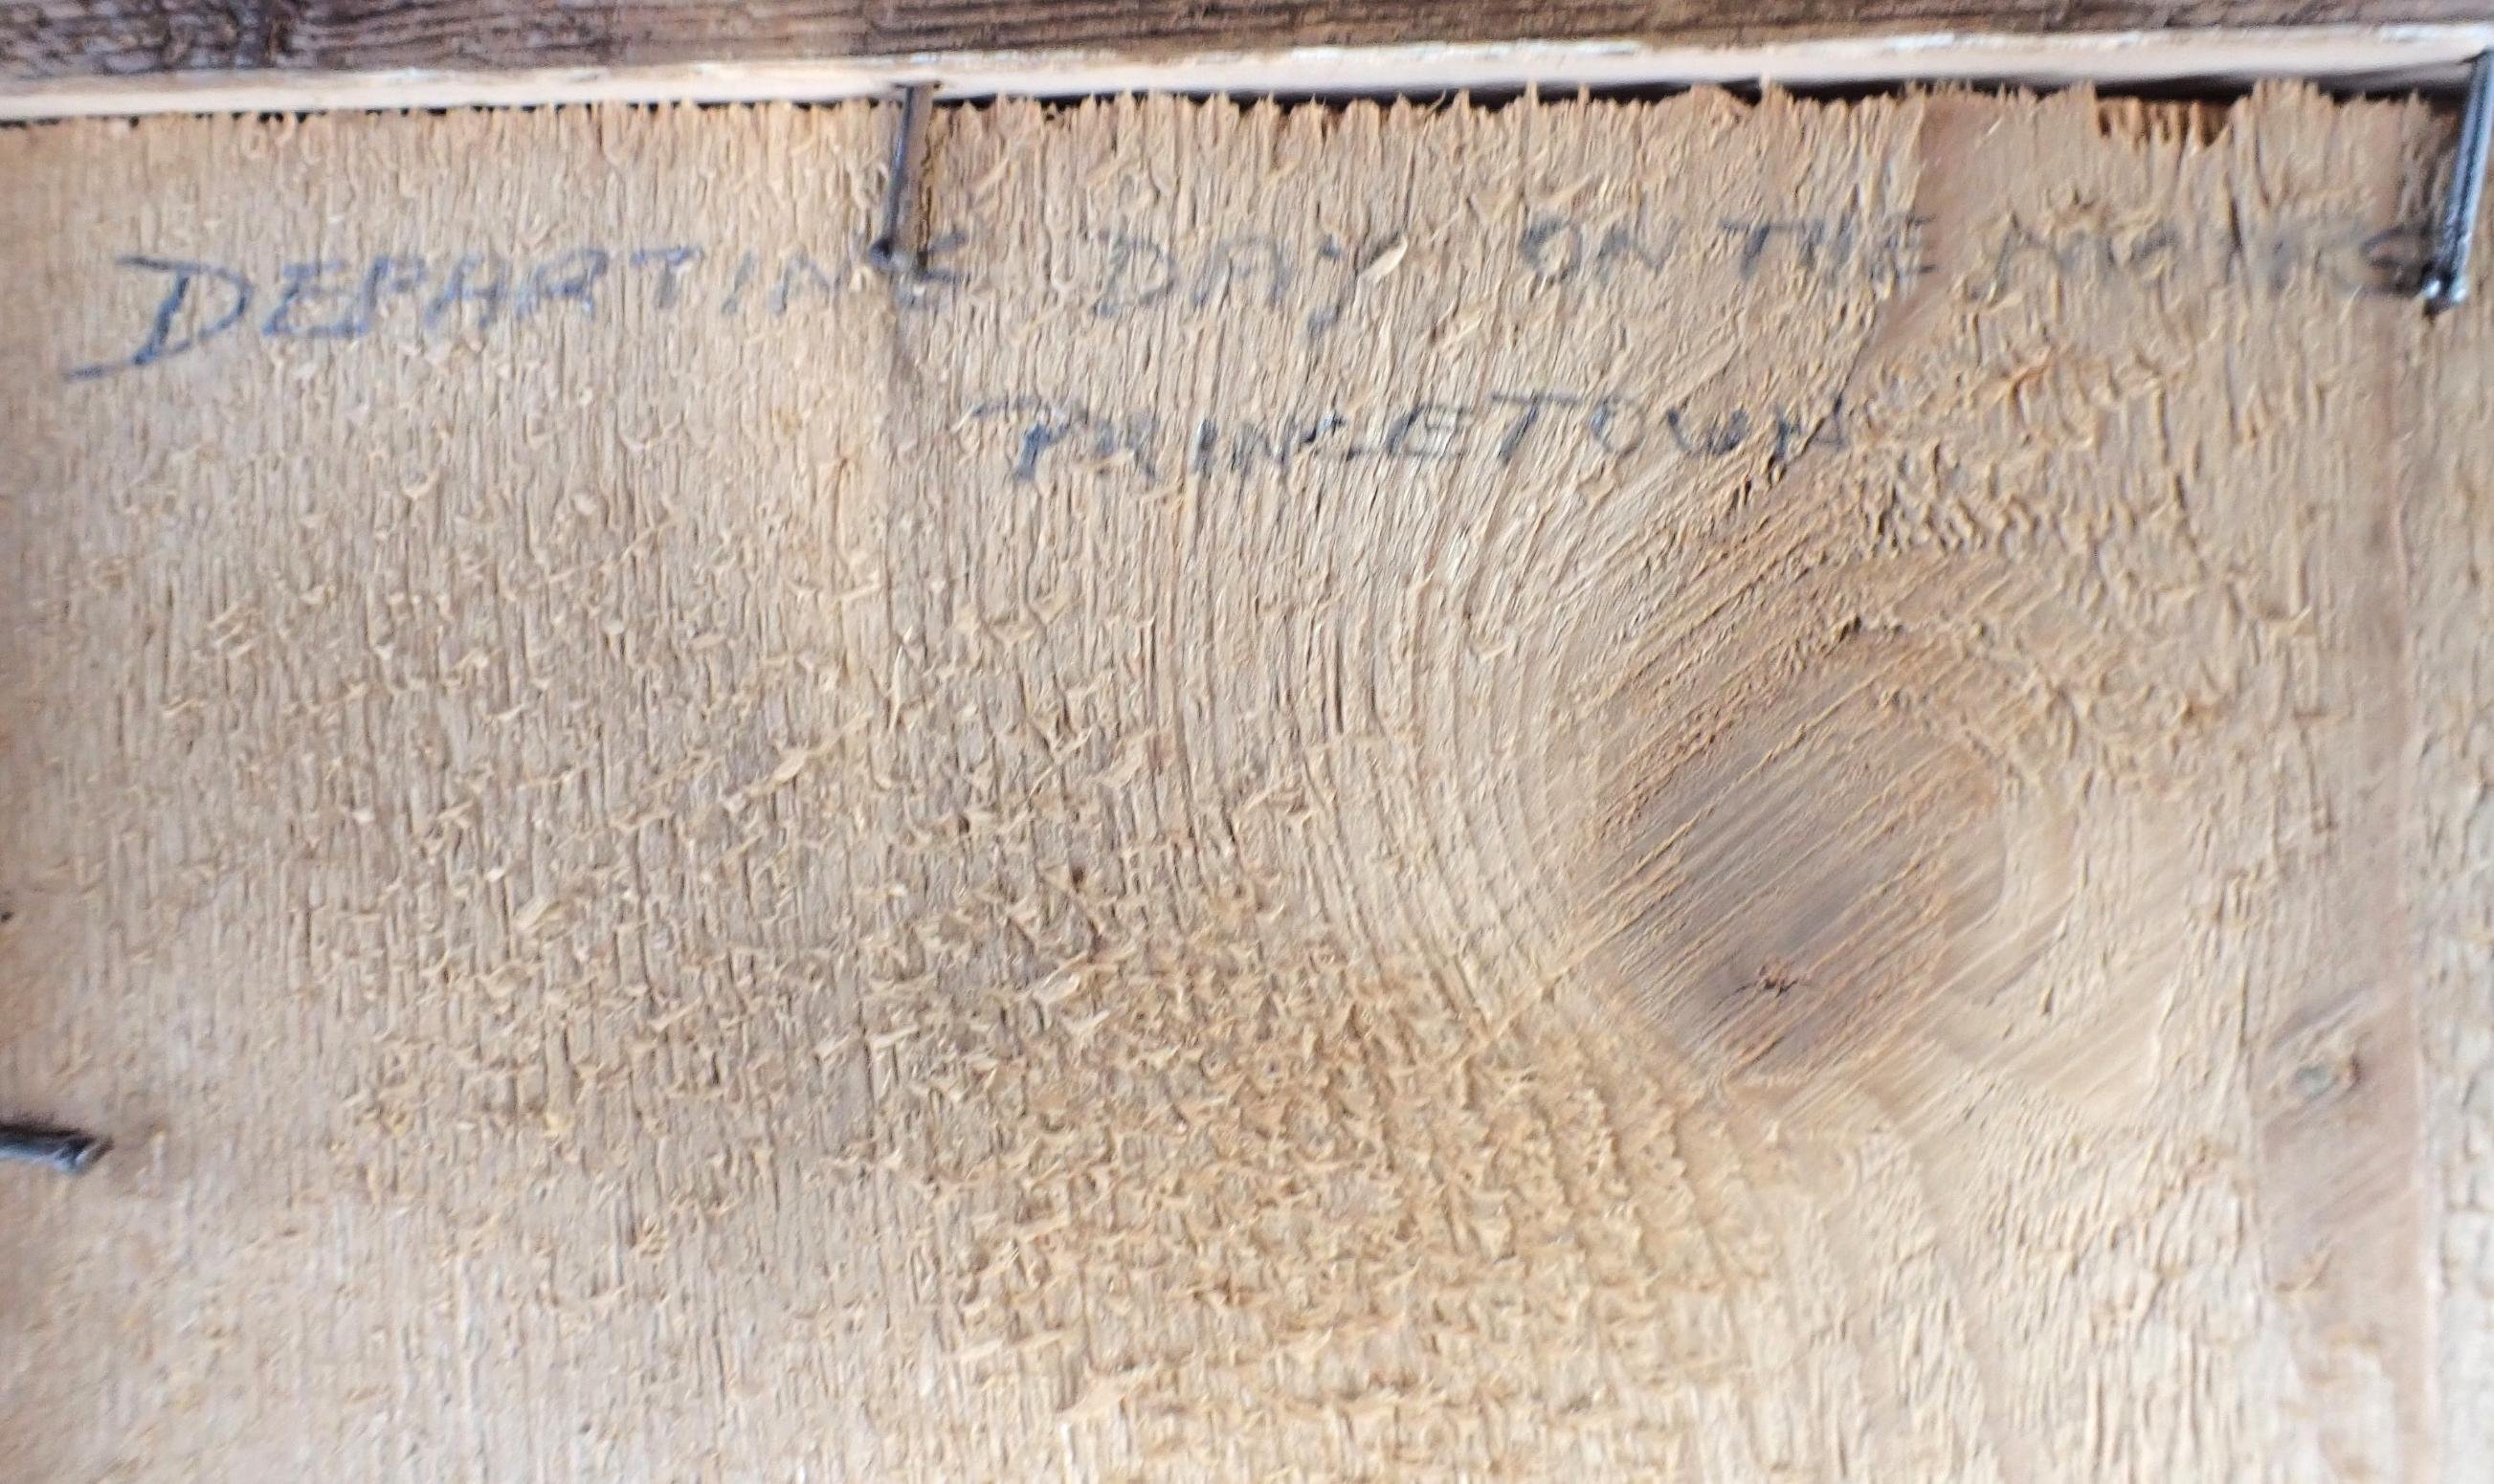 DEPARTING DAY ON THE MOORS
PRINCETOWN